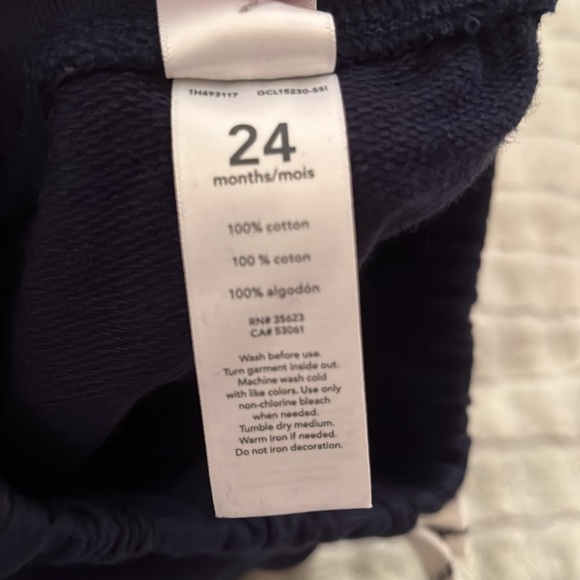 1H493117 GCL15230-SSI
24
months/mois
100% cotton
100 % coton
100% algodón
RN# 35623
CA# 53061
Wash before use.
Turn garment inside out.
Machine wash cold
with like colors. Use only
non-chlorine bleach
when needed.
Tumble dry medium.
Warm iron if needed.
Do not iron decoration.